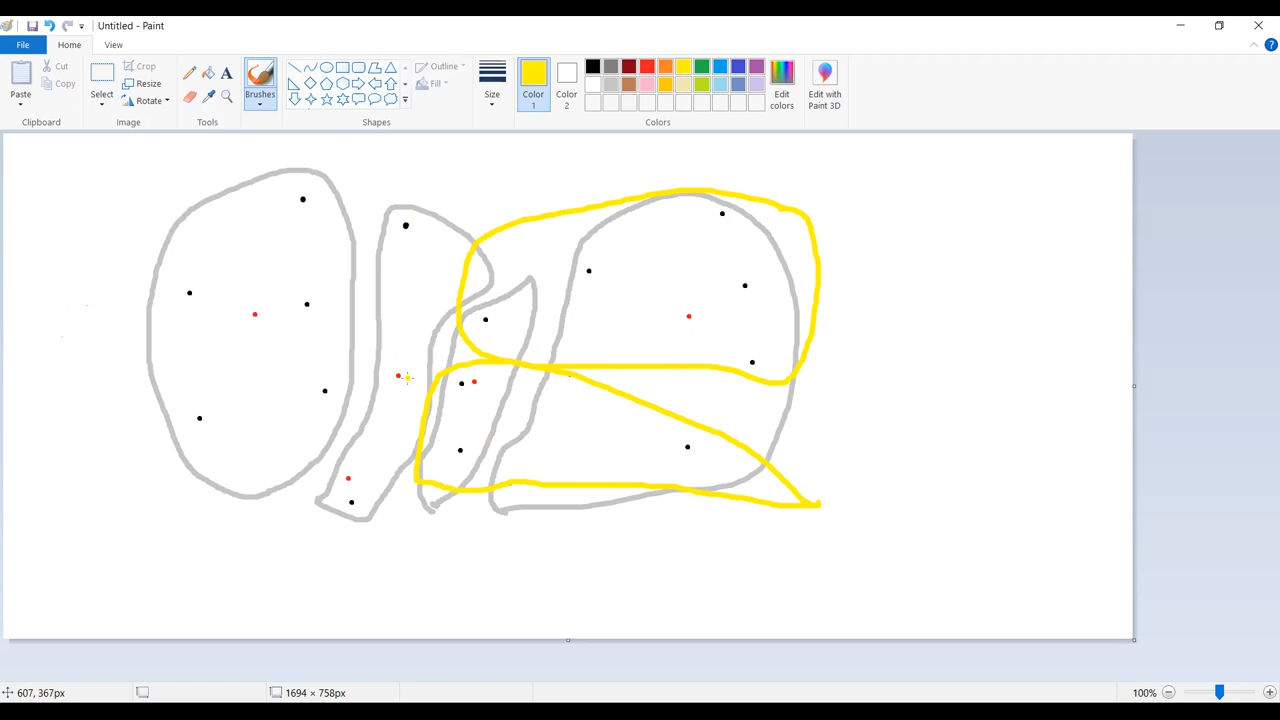 Untitled - Paint
File Home View
Paste
Cut
Copy
Clipboard
Select
Crop
Resize
Rotate
Image
Tools
Brushes
Outline
Fill
Shapes
Size
Color 1
Color 2
Edit colors
Colors
Edit with Paint 3D
607, 367px
1694 × 758px
100%